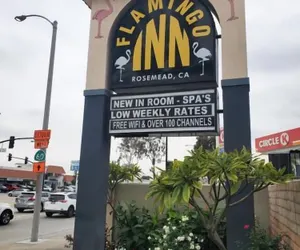 FLAMINGO
INN
ROSEMEAD, CA
NEW IN ROOM - SPA'S
LOW WEEKLY RATES !
FREE WIFI & OVER 100 CHANNELS
CIRCLE K